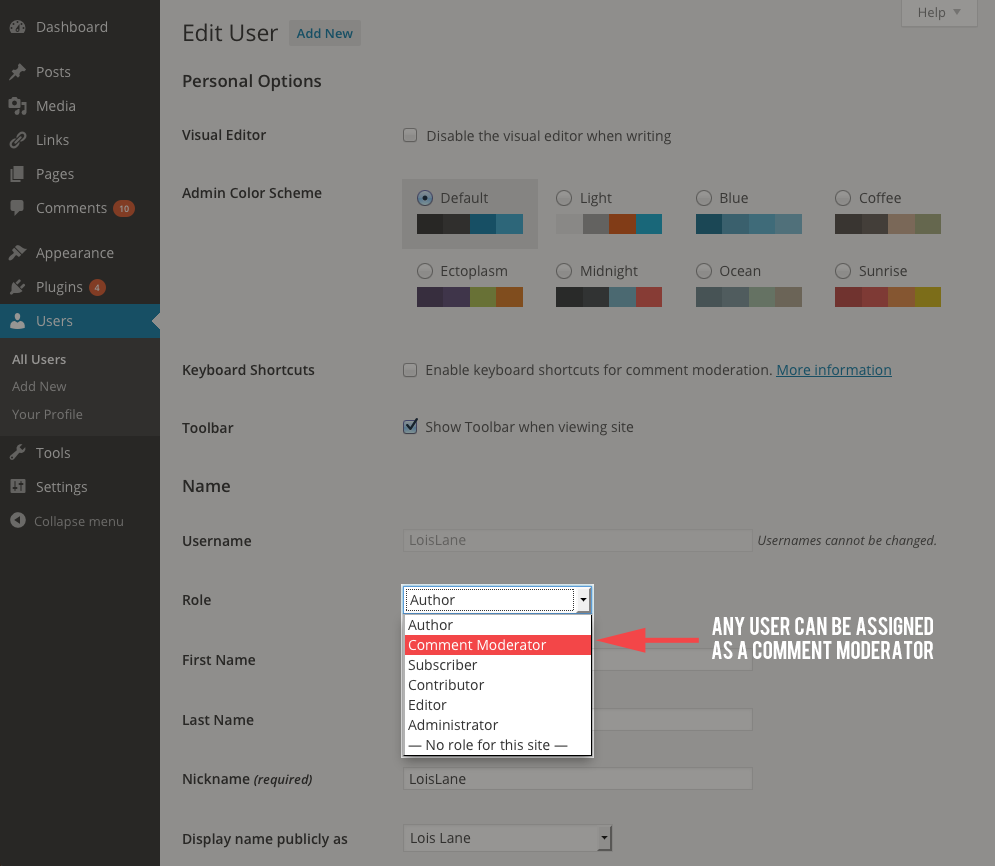 Dashboard
Posts
Media
Links
Pages
Comments 10
Appearance
Plugins 4
Users
All Users
Add New
Your Profile
Tools
Settings
Collapse menu
Help
Edit User Add New
Personal Options
Visual Editor Disable the visual editor when writing
Admin Color Scheme Default Light Blue Coffee
Ectoplasm Midnight Ocean Sunrise
Keyboard Shortcuts Enable keyboard shortcuts for comment moderation. More information
Toolbar Show Toolbar when viewing site
Name
Username LoisLane Usernames cannot be changed.
Role Author
Author
Comment Moderator
Subscriber
Contributor
Editor
Administrator
— No role for this site —
ANY USER CAN BE ASSIGNED
AS A COMMENT MODERATOR
First Name
Last Name
Nickname (required) LoisLane
Display name publicly as Lois Lane